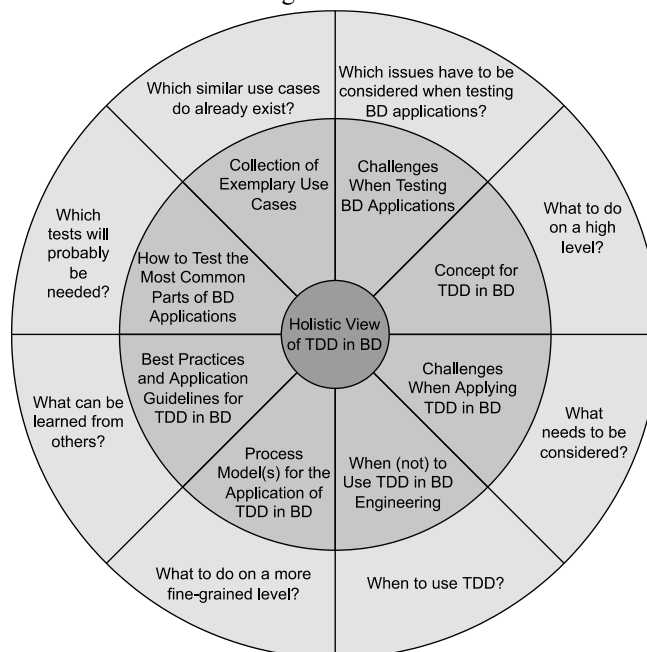 Which similar use cases
do already exist?
Which issues have to be
considered when testing
BD applications?
Collection of
Exemplary Use
Cases
Challenges
When Testing
BD Applications
Which
tests will
probably
be
needed?
What to do
on a high
level?
How to Test the
Most Common
Parts of BD
Applications
Concept for
TDD in BD
Holistic View
of TDD in BD
Best Practices
and Application
Guidelines for
TDD in BD
Challenges
When Applying
TDD in BD
What can be
learned from
others?
What
needs to be
considered?
Process
Model(s) for the
Application of
TDD in BD
When (not) to
Use TDD in BD
Engineering
What to do on a more
fine-grained level?
When to use TDD?